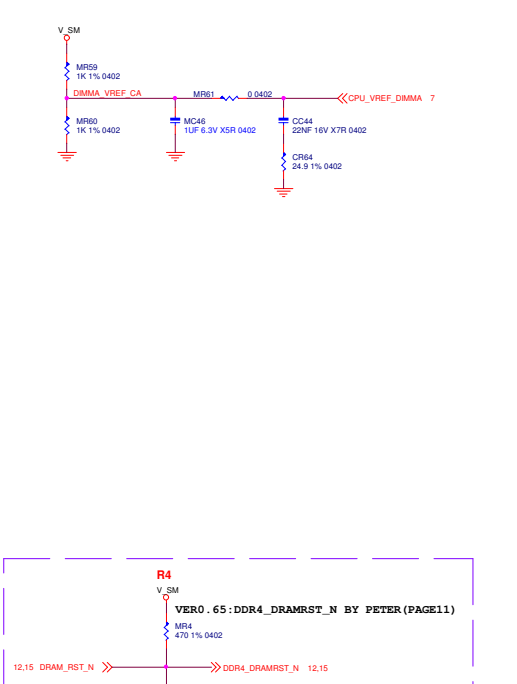 V_SM
MR59
1K 1% 0402
DIMMA_VREF_CA
MR61 0 0402
CPU_VREF_DIMMA 7
MR60
1K 1% 0402
MC46
1UF 6.3V X5R 0402
CC44
22NF 16V X7R 0402
CR64
24.9 1% 0402
R4
V_SM
VER0.65:DDR4_DRAMRST_N BY PETER(PAGE11)
MR4
470 1% 0402
12,15 DRAM_RST_N
DDR4_DRAMRST_N 12,15